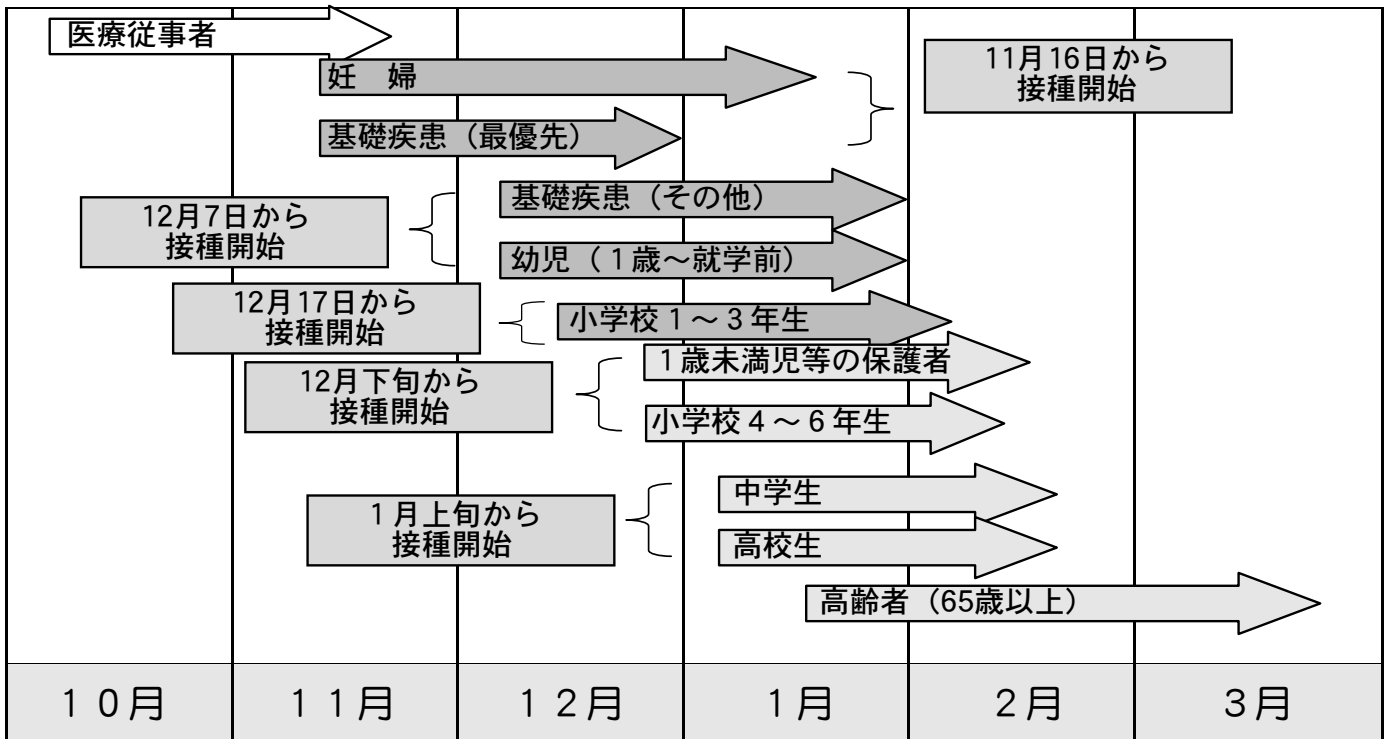 医療従事者
妊　婦
11月16日から
接種開始
基礎疾患（最優先）
基礎疾患（その他）
12月7日から
接種開始
幼児（１歳～就学前）
12月17日から
接種開始
小学校１～３年生
１歳未満児等の保護者
12月下旬から
接種開始
小学校４～６年生
中学生
１月上旬から
接種開始
高校生
高齢者（65歳以上）
１０月
１１月
１２月
１月
２月
３月